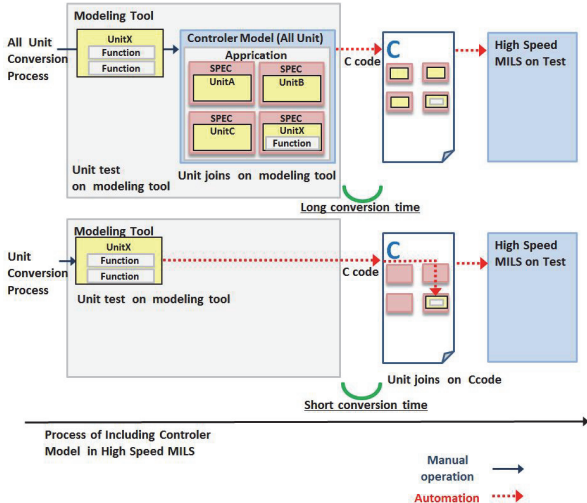 Modeling Tool
All Unit
Conversion
Process
UnitX
Function
Function
Controler Model (All Unit)
Application
SPEC
UnitA
SPEC
UnitB
SPEC
UnitC
SPEC
UnitX
Function
C code
C
High Speed
MILS on Test
Unit test
on modeling tool
Unit joins on modeling tool
Long conversion time
Modeling Tool
Unit
Conversion
Process
UnitX
Function
Function
Unit test on modeling tool
C code
C
High Speed
MILS on Test
Unit joins on Ccode
Short conversion time
Process of Including Controler
Model in High Speed MILS
Manual
operation
Automation